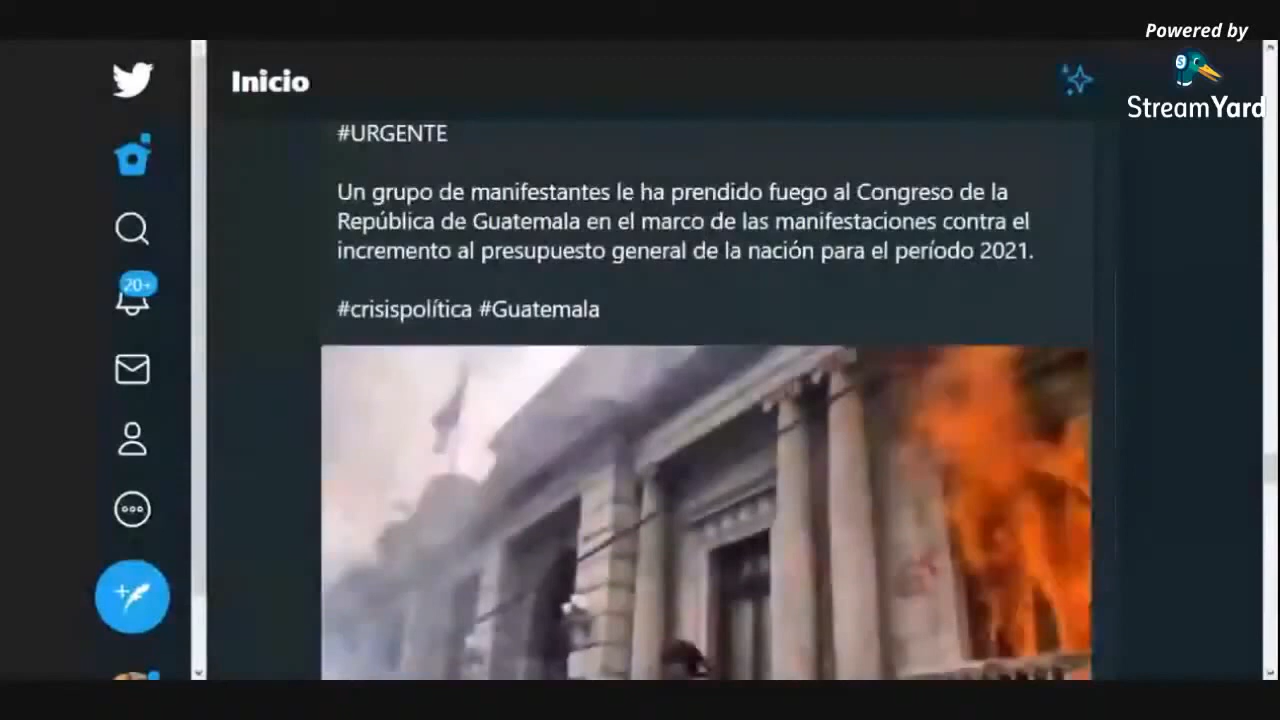 Powered by
StreamYard
Inicio
#URGENTE
Un grupo de manifestantes le ha prendido fuego al Congreso de la
República de Guatemala en el marco de las manifestaciones contra el
incremento al presupuesto general de la nación para el período 2021.
#crisispolítica #Guatemala
20+